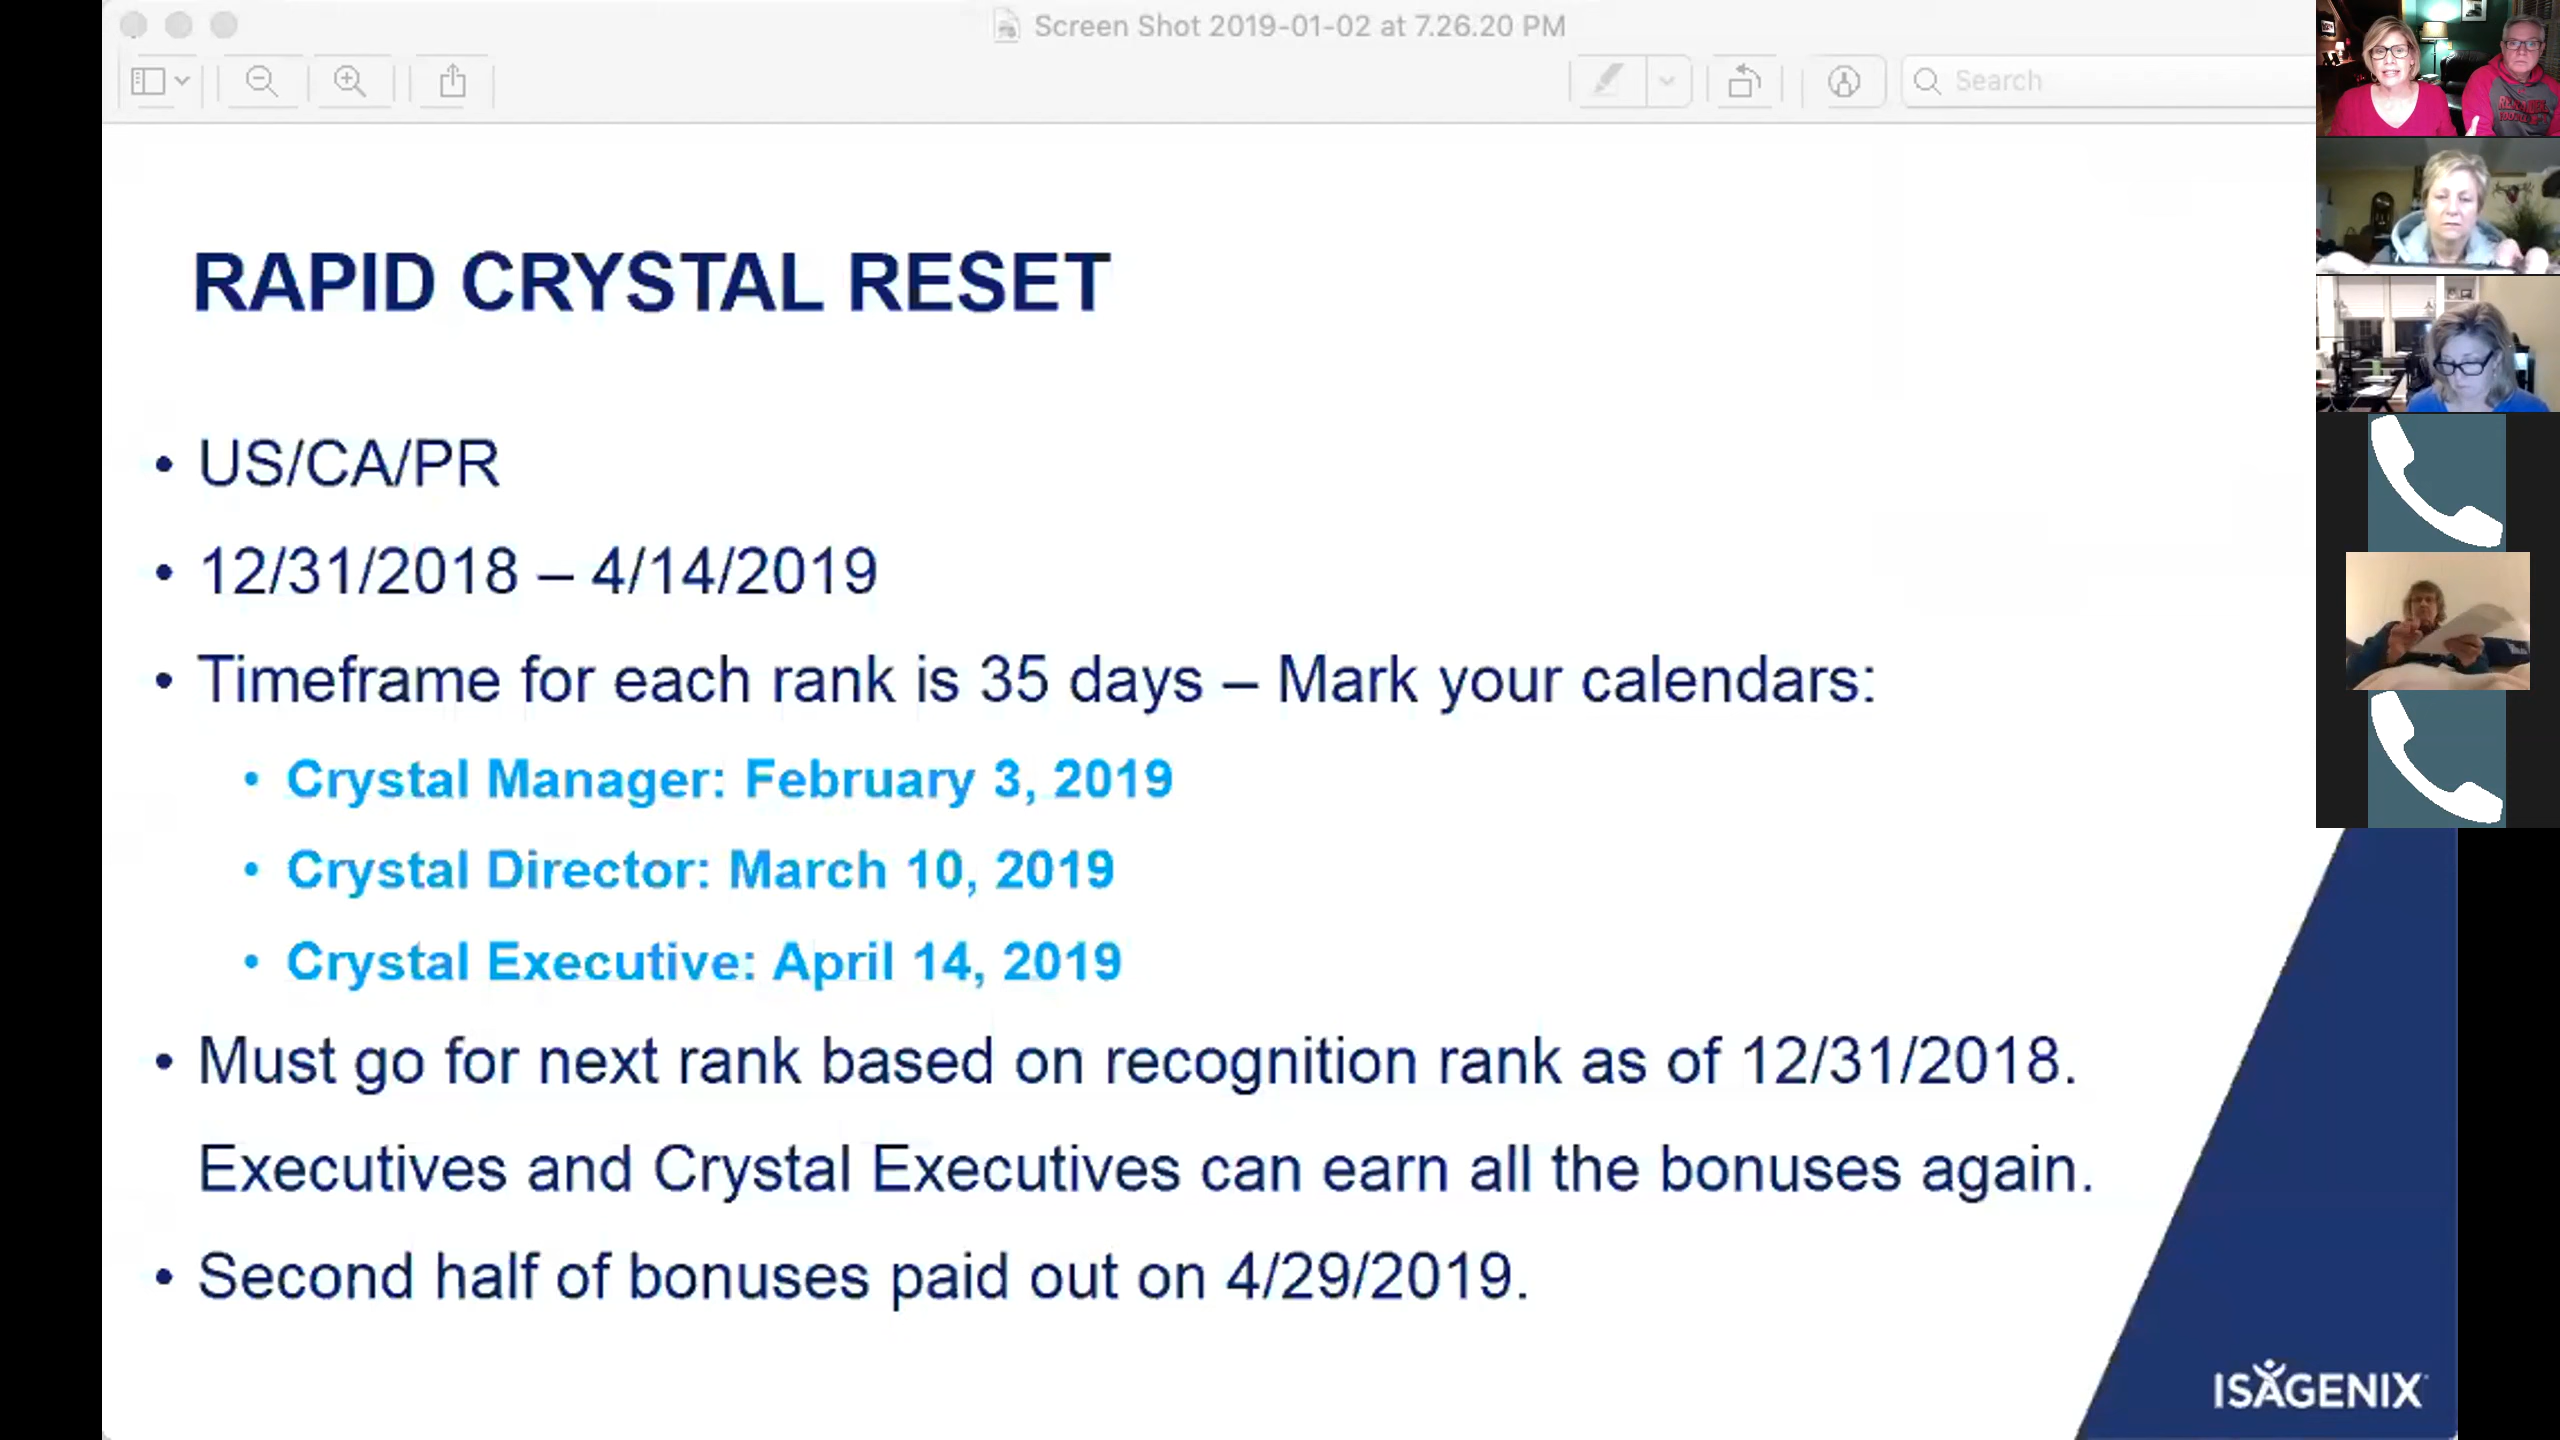 Screen Shot 2019-01-02 at 7.26.20 PM
Search
RAPID CRYSTAL RESET
• US/CA/PR
• 12/31/2018 – 4/14/2019
• Timeframe for each rank is 35 days – Mark your calendars:
• Crystal Manager: February 3, 2019
• Crystal Director: March 10, 2019
• Crystal Executive: April 14, 2019
• Must go for next rank based on recognition rank as of 12/31/2018.
Executives and Crystal Executives can earn all the bonuses again.
• Second half of bonuses paid out on 4/29/2019.
ISAGENIX